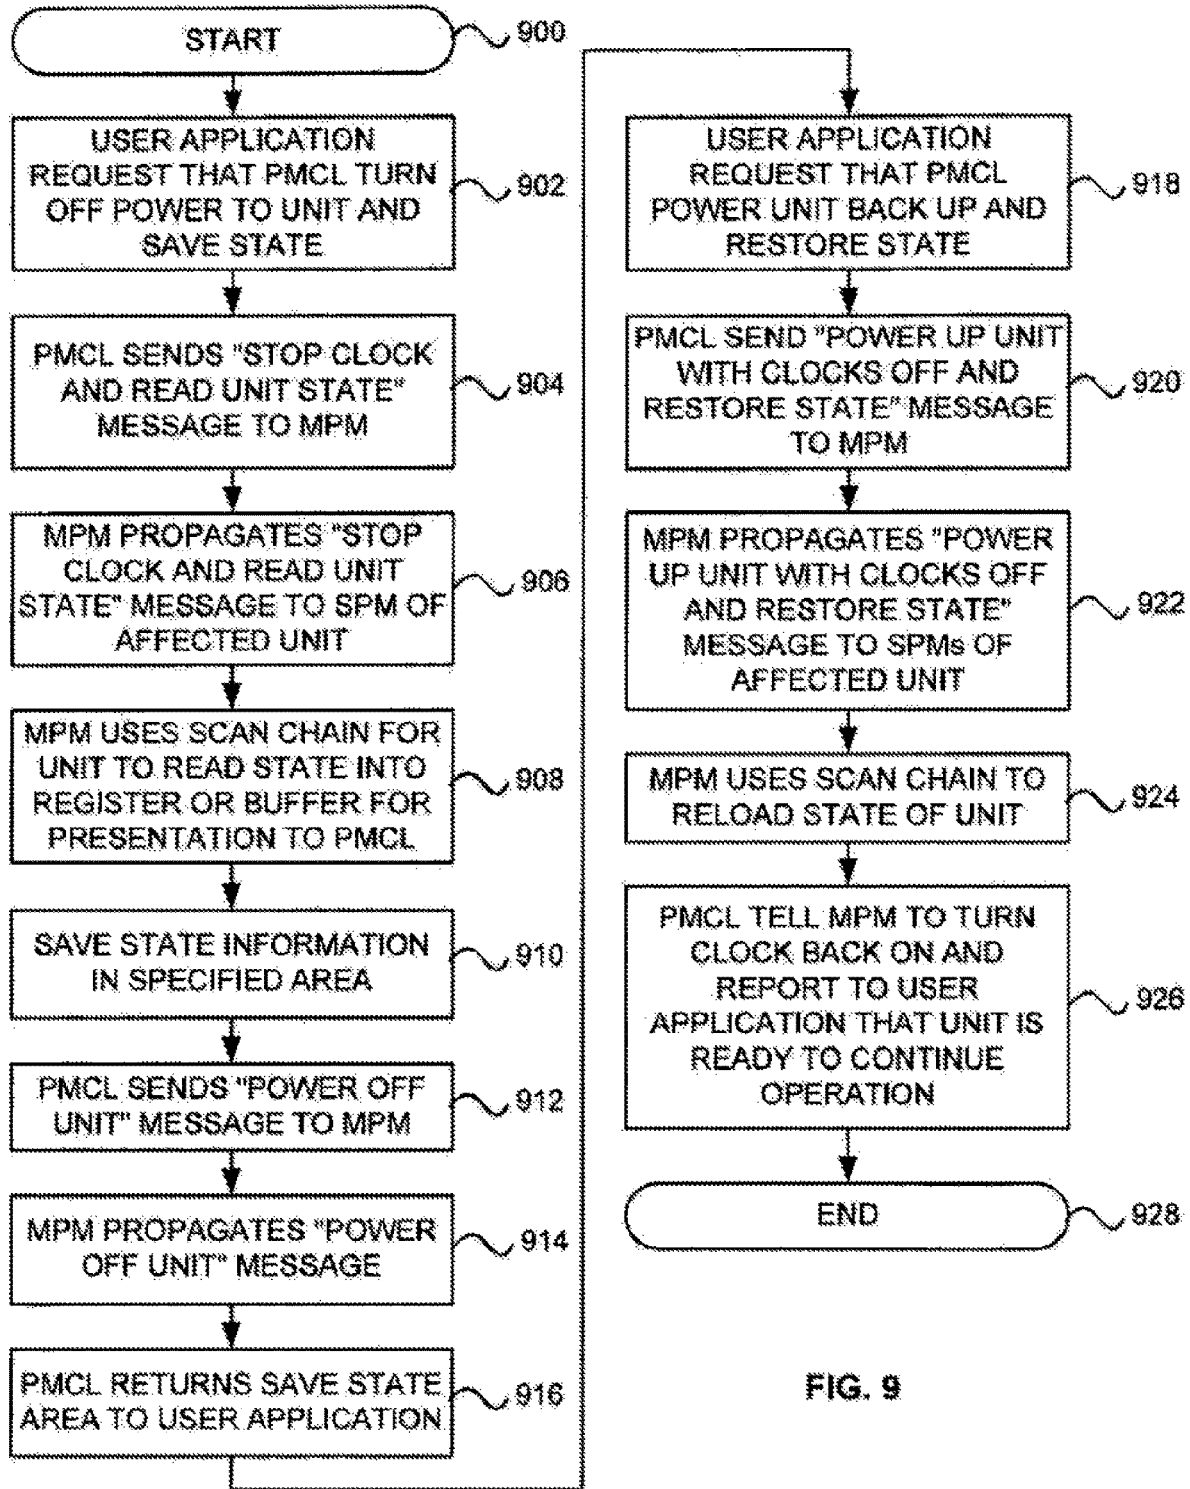 START
900
USER APPLICATION
REQUEST THAT PMCL TURN
OFF POWER TO UNIT AND
SAVE STATE
902
PMCL SENDS "STOP CLOCK
AND READ UNIT STATE"
MESSAGE TO MPM
904
MPM PROPAGATES "STOP
CLOCK AND READ UNIT
STATE" MESSAGE TO SPM OF
AFFECTED UNIT
906
MPM USES SCAN CHAIN FOR
UNIT TO READ STATE INTO
REGISTER OR BUFFER FOR
PRESENTATION TO PMCL
908
SAVE STATE INFORMATION
IN SPECIFIED AREA
910
PMCL SENDS "POWER OFF
UNIT" MESSAGE TO MPM
912
MPM PROPAGATES "POWER
OFF UNIT" MESSAGE
914
PMCL RETURNS SAVE STATE
AREA TO USER APPLICATION
916
USER APPLICATION
REQUEST THAT PMCL
POWER UNIT BACK UP AND
RESTORE STATE
918
PMCL SEND "POWER UP UNIT
WITH CLOCKS OFF AND
RESTORE STATE" MESSAGE
TO MPM
920
MPM PROPAGATES "POWER
UP UNIT WITH CLOCKS OFF
AND RESTORE STATE"
MESSAGE TO SPMs OF
AFFECTED UNIT
922
MPM USES SCAN CHAIN TO
RELOAD STATE OF UNIT
924
PMCL TELL MPM TO TURN
CLOCK BACK ON AND
REPORT TO USER
APPLICATION THAT UNIT IS
READY TO CONTINUE
OPERATION
926
END
928
FIG. 9